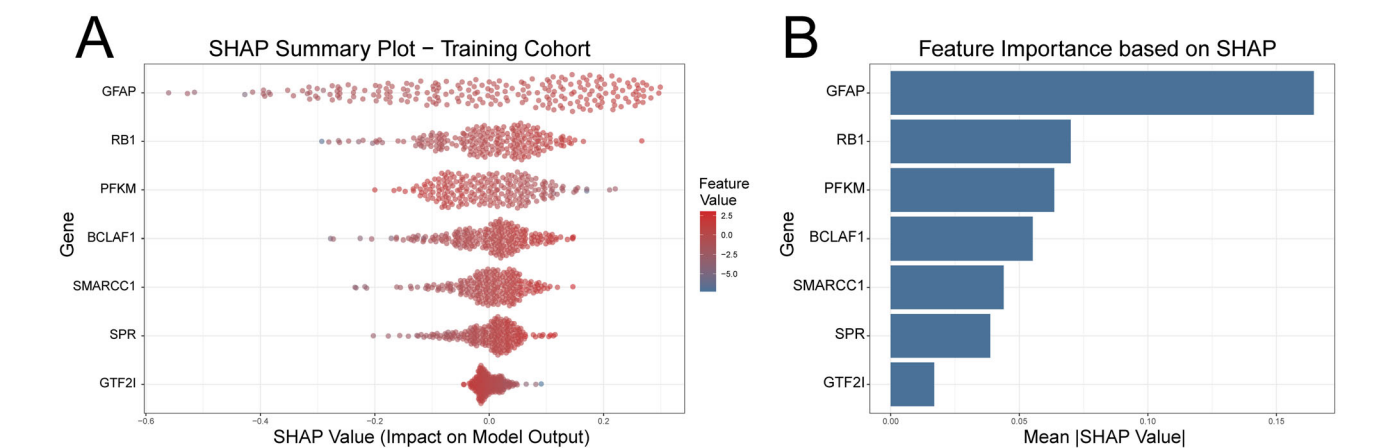 A
SHAP Summary Plot − Training Cohort
Gene
GFAP
RB1
PFKM
BCLAF1
SMARCC1
SPR
GTF2I
−0.6 −0.4 −0.2 0.0 0.2
SHAP Value (Impact on Model Output)
Feature
Value
2.5
0.0
−2.5
−5.0
B
Feature Importance based on SHAP
Gene
GFAP
RB1
PFKM
BCLAF1
SMARCC1
SPR
GTF2I
0.00 0.05 0.10 0.15
Mean |SHAP Value|